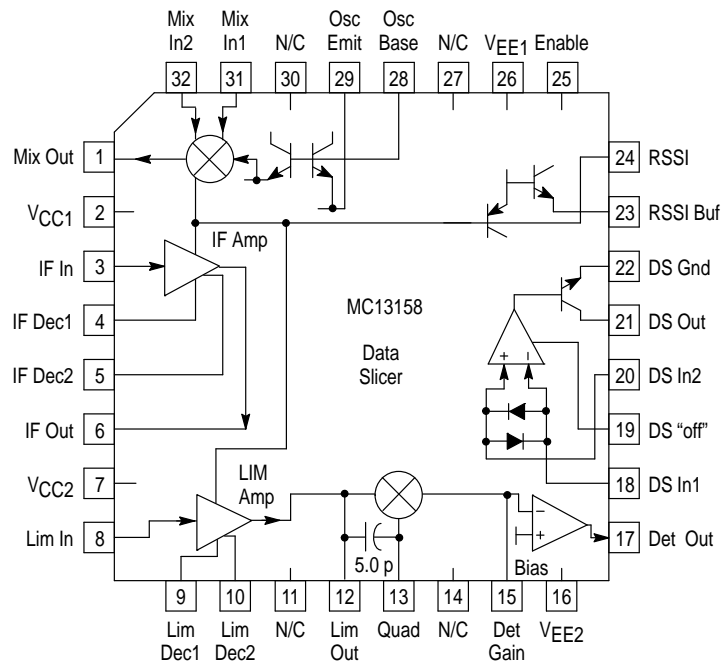 Mix In2
Mix In1
N/C
Osc Emit
Osc Base
N/C
VEE1
Enable
32
31
30
29
28
27
26
25
Mix Out 1
VCC1 2
IF In 3
IF Dec1 4
IF Dec2 5
IF Out 6
VCC2 7
Lim In 8
24 RSSI
23 RSSI Buf
22 DS Gnd
21 DS Out
20 DS In2
19 DS “off”
18 DS In1
17 Det Out
IF Amp
MC13158
Data
Slicer
+ –
LIM
Amp
5.0 p
–
+
Bias
9
10
11
12
13
14
15
16
Lim Dec1
Lim Dec2
N/C
Lim Out
Quad
N/C
Det Gain
VEE2